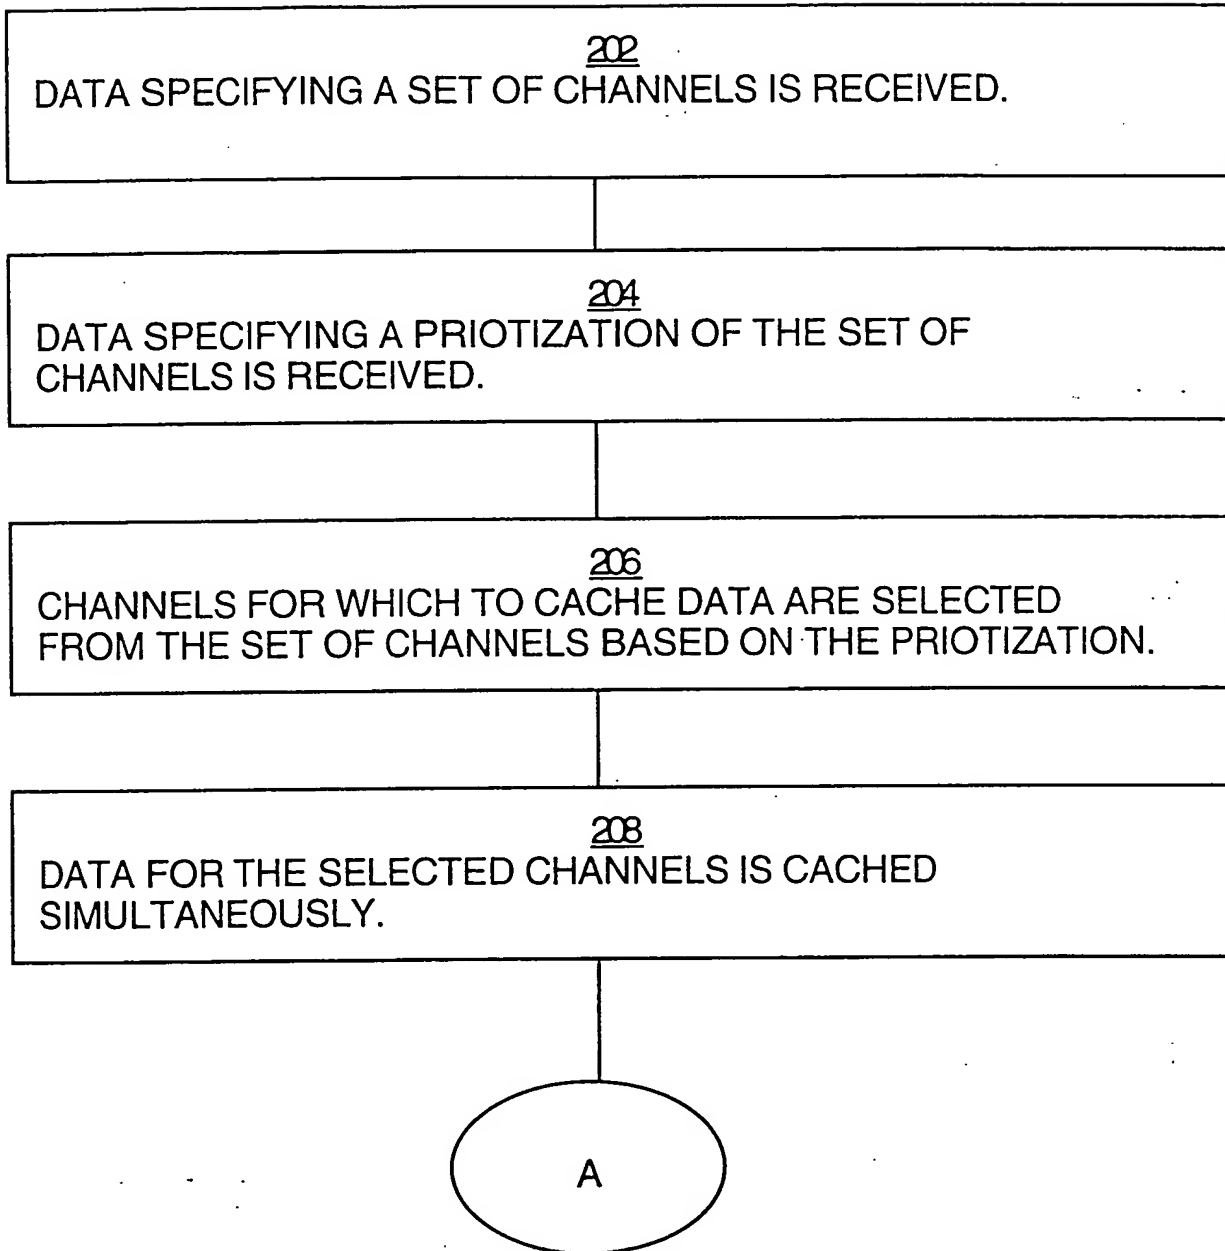 202
DATA SPECIFYING A SET OF CHANNELS IS RECEIVED.
204
DATA SPECIFYING A PRIOTIZATION OF THE SET OF
CHANNELS IS RECEIVED.
206
CHANNELS FOR WHICH TO CACHE DATA ARE SELECTED
FROM THE SET OF CHANNELS BASED ON THE PRIOTIZATION.
208
DATA FOR THE SELECTED CHANNELS IS CACHED
SIMULTANEOUSLY.
A